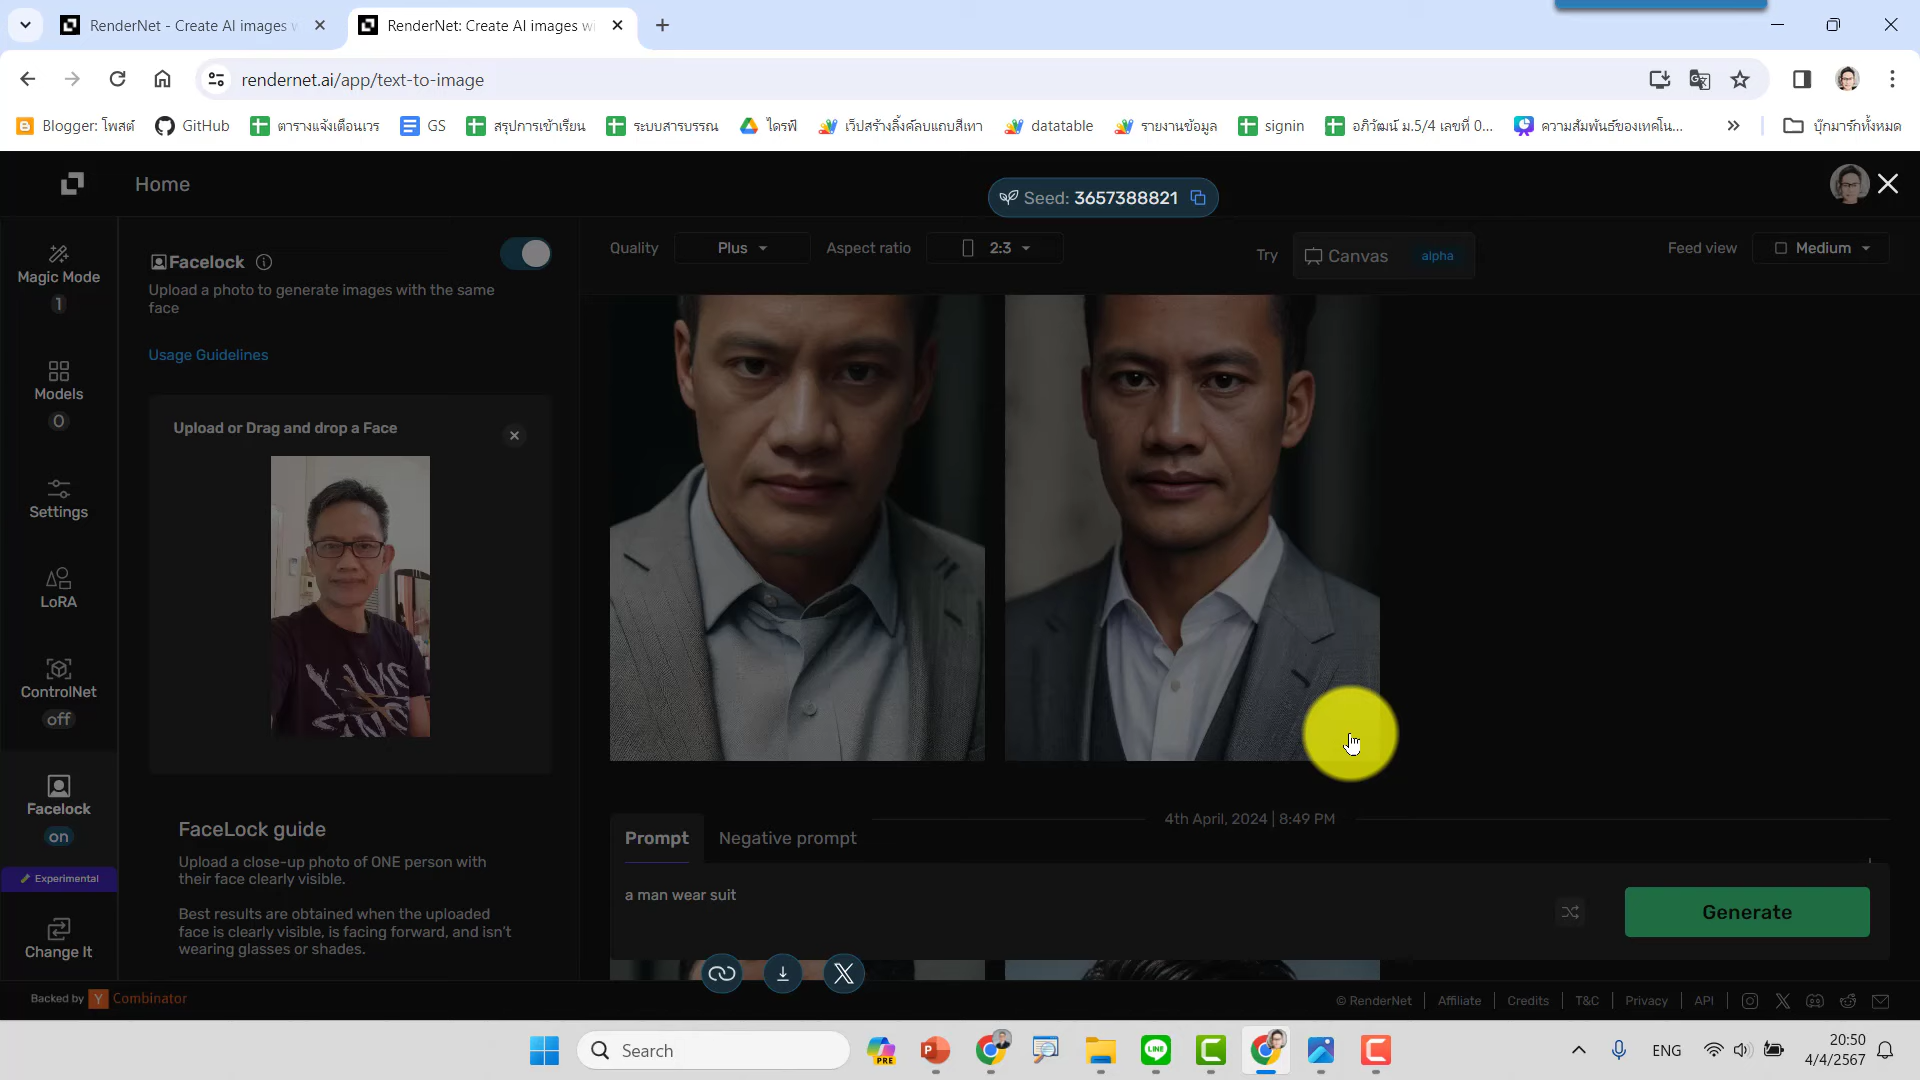 RenderNet - Create AI images w
RenderNet: Create AI images wi
rendernet.ai/app/text-to-image
Blogger: โพสต์
GitHub
ตารางแจ้งเตือนเวร
GS
สรุปการเข้าเรียน
ระบบสารบรรณ
ไดรฟ์
เว็ปสร้างลิ้งค์ลบแถบสีเทา
datatable
รายงานข้อมูล
signin
อภิวัฒน์ ม.5/4 เลขที่ 0...
ความสัมพันธ์ของเทคโน...
บุ๊กมาร์กทั้งหมด
Home
Seed: 3657388821
Quality
Plus
Aspect ratio
2:3
Try
Canvas
alpha
Feed view
Medium
Magic Mode
1
Models
0
Settings
LoRA
ControlNet
off
Facelock
on
Experimental
Change It
Facelock
Upload a photo to generate images with the same
face
Usage Guidelines
Upload or Drag and drop a Face
FaceLock guide
Upload a close-up photo of ONE person with
their face clearly visible.
Best results are obtained when the uploaded
face is clearly visible, is facing forward, and isn't
wearing glasses or shades.
4th April, 2024 | 8:49 PM
Prompt
Negative prompt
a man wear suit
Generate
Backed by Y Combinator
© RenderNet
Affiliate
Credits
T&C
Privacy
API
Search
PRE
ENG
20:50
4/4/2567